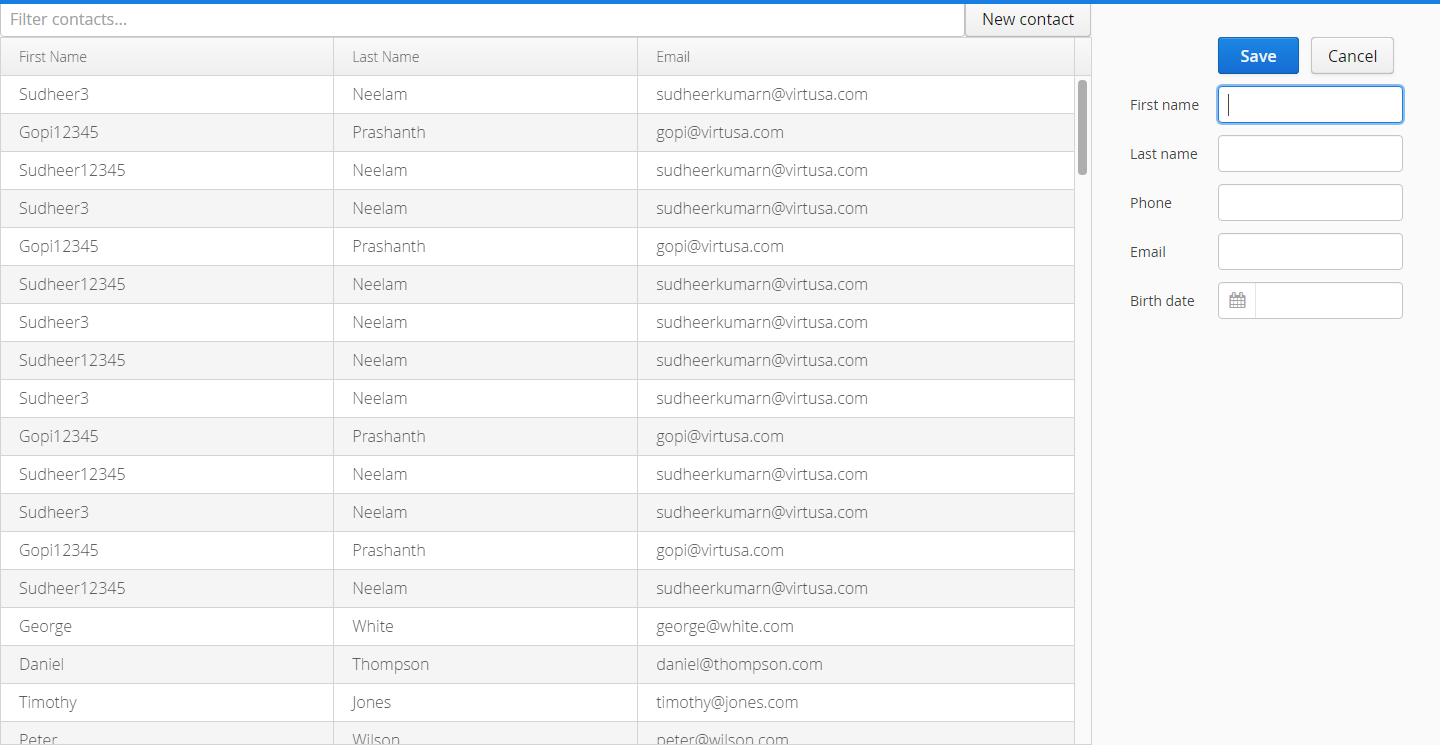 Filter contacts... New contact
First Name Last Name Email
Sudheer3 Neelam sudheerkumarn@virtusa.com
Gopi12345 Prashanth gopi@virtusa.com
Sudheer12345 Neelam sudheerkumarn@virtusa.com
Sudheer3 Neelam sudheerkumarn@virtusa.com
Gopi12345 Prashanth gopi@virtusa.com
Sudheer12345 Neelam sudheerkumarn@virtusa.com
Sudheer3 Neelam sudheerkumarn@virtusa.com
Sudheer12345 Neelam sudheerkumarn@virtusa.com
Sudheer3 Neelam sudheerkumarn@virtusa.com
Gopi12345 Prashanth gopi@virtusa.com
Sudheer12345 Neelam sudheerkumarn@virtusa.com
Sudheer3 Neelam sudheerkumarn@virtusa.com
Gopi12345 Prashanth gopi@virtusa.com
Sudheer12345 Neelam sudheerkumarn@virtusa.com
George White george@white.com
Daniel Thompson daniel@thompson.com
Timothy Jones timothy@jones.com
Peter Wilson peter@wilson.com
Save Cancel
First name
Last name
Phone
Email
Birth date